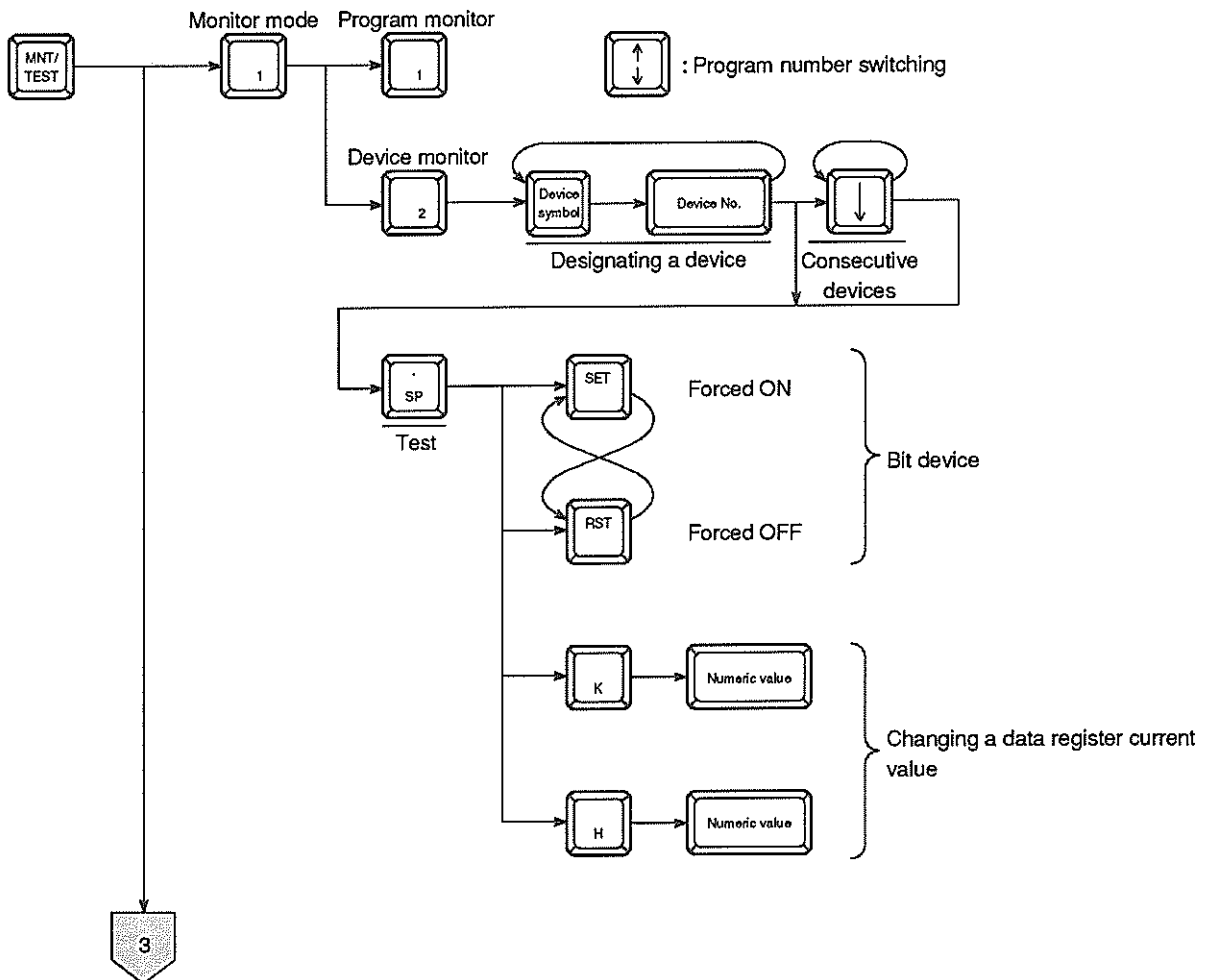 Monitor mode
Program monitor
MNT/
TEST
1
1
: Program number switching
Device monitor
2
Device
symbol
Device No.
Designating a device
Consecutive
devices
SP
Test
SET
Forced ON
RST
Forced OFF
Bit device
K
Numeric value
H
Numeric value
Changing a data register current
value
3